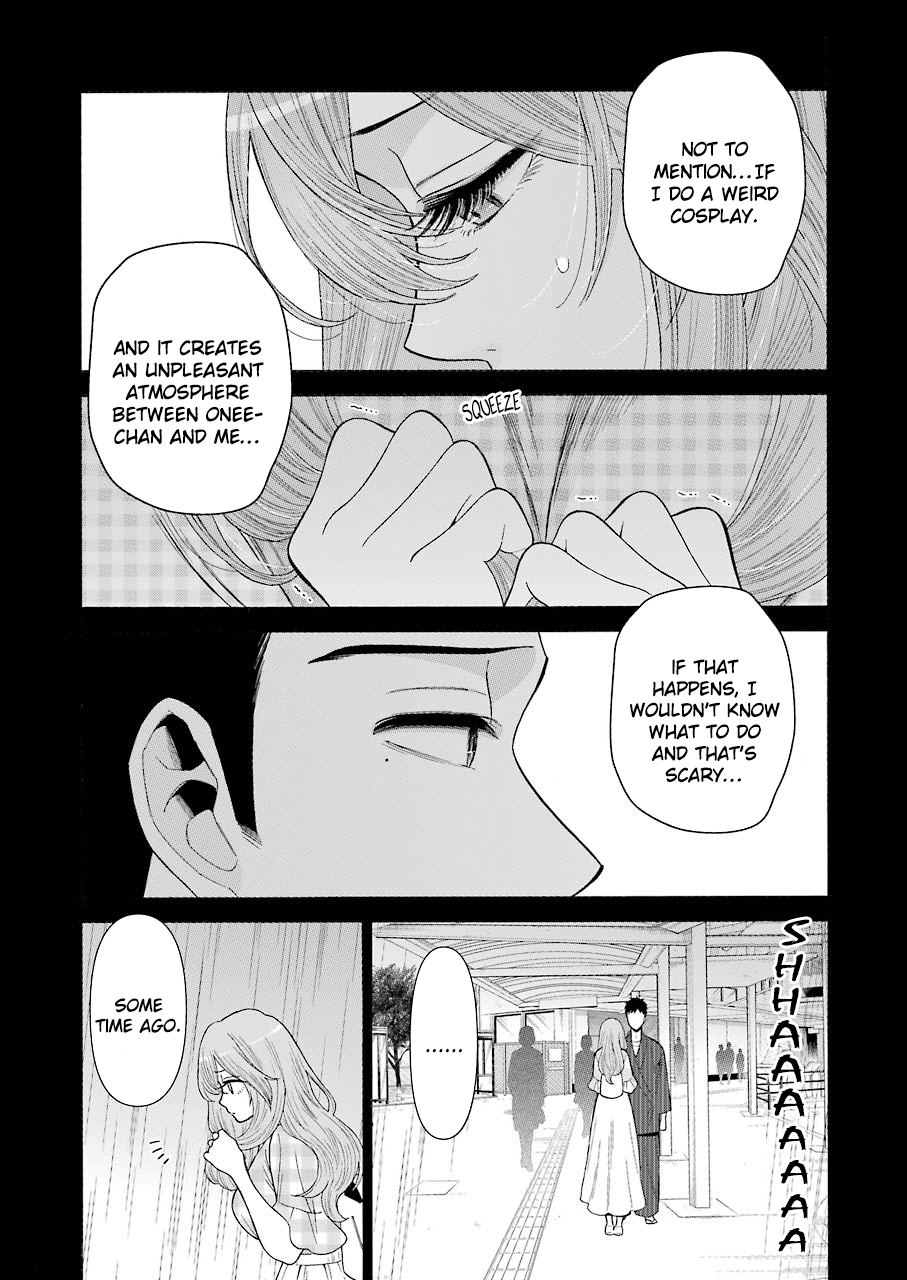 NOT TO
MENTION...IF
I DO A WEIRD
COSPLAY.
AND IT CREATES
AN UNPLEASANT
ATMOSPHERE
BETWEEN ONEE-
CHAN AND ME...
SQUEEZE
IF THAT
HAPPENS, I
WOULDN'T KNOW
WHAT TO DO
AND THAT'S
SCARY...
SHHAAAAAAA
......
SOME
TIME AGO.